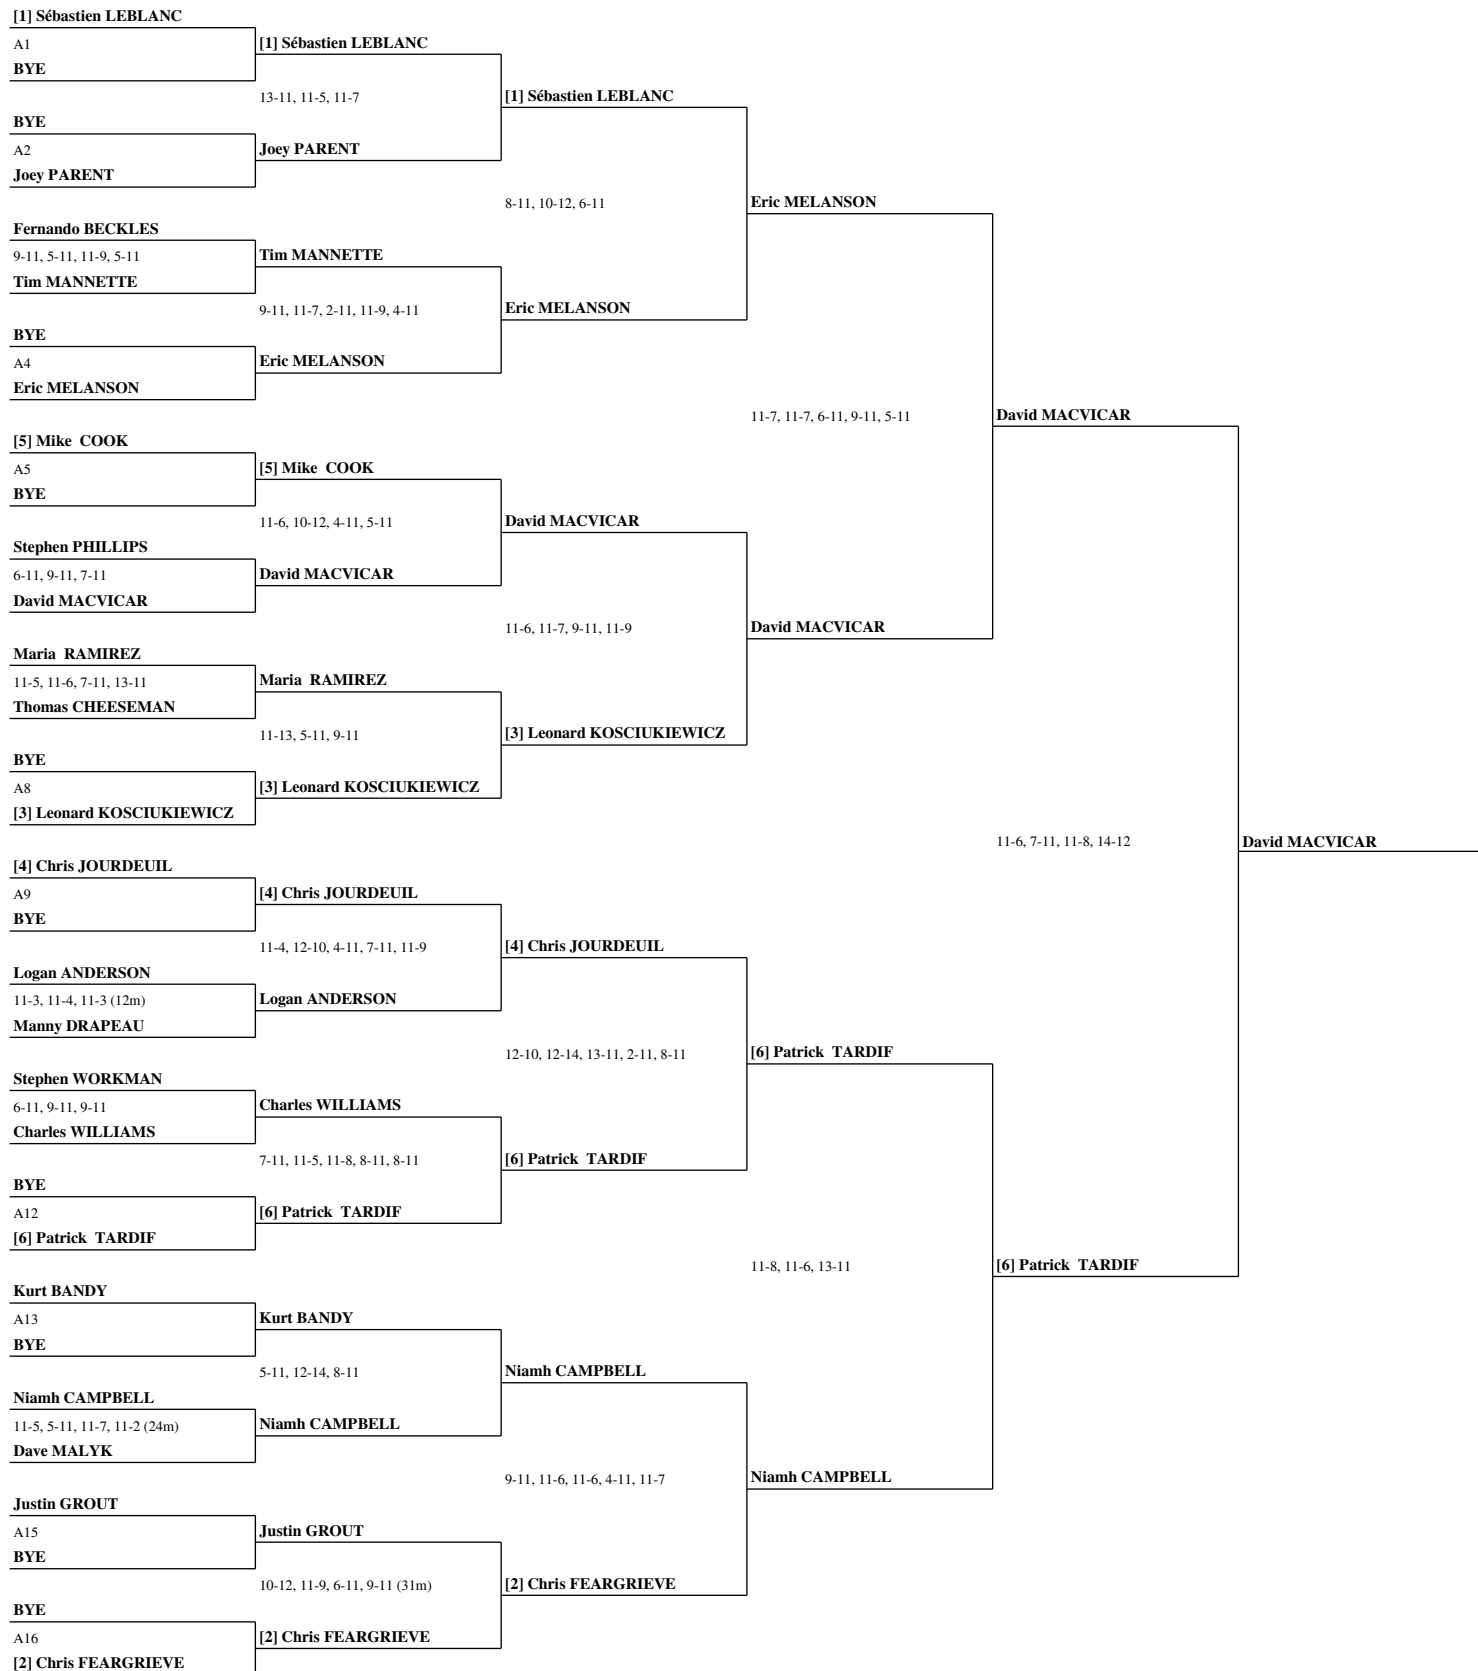 [1] Sébastien LEBLANC
A1
BYE
BYE
A2
Joey PARENT
Fernando BECKLES
9-11, 5-11, 11-9, 5-11
Tim MANNETTE
BYE
A4
Eric MELANSON
[5] Mike COOK
A5
BYE
Stephen PHILLIPS
6-11, 9-11, 7-11
David MACVICAR
Maria RAMIREZ
11-5, 11-6, 7-11, 13-11
Thomas CHEESEMAN
BYE
A8
[3] Leonard KOSCIUKIEWICZ
[4] Chris JOURDEUIL
A9
BYE
Logan ANDERSON
11-3, 11-4, 11-3 (12m)
Manny DRAPEAU
Stephen WORKMAN
6-11, 9-11, 9-11
Charles WILLIAMS
BYE
A12
[6] Patrick TARDIF
Kurt BANDY
A13
BYE
Niamh CAMPBELL
11-5, 5-11, 11-7, 11-2 (24m)
Dave MALYK
Justin GROUT
A15
BYE
BYE
A16
[2] Chris FEARGRIEVE
[1] Sébastien LEBLANC
13-11, 11-5, 11-7
Joey PARENT
Tim MANNETTE
9-11, 11-7, 2-11, 11-9, 4-11
Eric MELANSON
[5] Mike COOK
11-6, 10-12, 4-11, 5-11
David MACVICAR
Maria RAMIREZ
11-13, 5-11, 9-11
[3] Leonard KOSCIUKIEWICZ
[4] Chris JOURDEUIL
11-4, 12-10, 4-11, 7-11, 11-9
Logan ANDERSON
Charles WILLIAMS
7-11, 11-5, 11-8, 8-11, 8-11
[6] Patrick TARDIF
Kurt BANDY
5-11, 12-14, 8-11
Niamh CAMPBELL
Justin GROUT
10-12, 11-9, 6-11, 9-11 (31m)
[2] Chris FEARGRIEVE
[1] Sébastien LEBLANC
8-11, 10-12, 6-11
Eric MELANSON
David MACVICAR
11-6, 11-7, 9-11, 11-9
[3] Leonard KOSCIUKIEWICZ
[4] Chris JOURDEUIL
12-10, 12-14, 13-11, 2-11, 8-11
[6] Patrick TARDIF
Niamh CAMPBELL
9-11, 11-6, 11-6, 4-11, 11-7
[2] Chris FEARGRIEVE
Eric MELANSON
11-7, 11-7, 6-11, 9-11, 5-11
David MACVICAR
[6] Patrick TARDIF
11-8, 11-6, 13-11
Niamh CAMPBELL
David MACVICAR
11-6, 7-11, 11-8, 14-12
[6] Patrick TARDIF
David MACVICAR